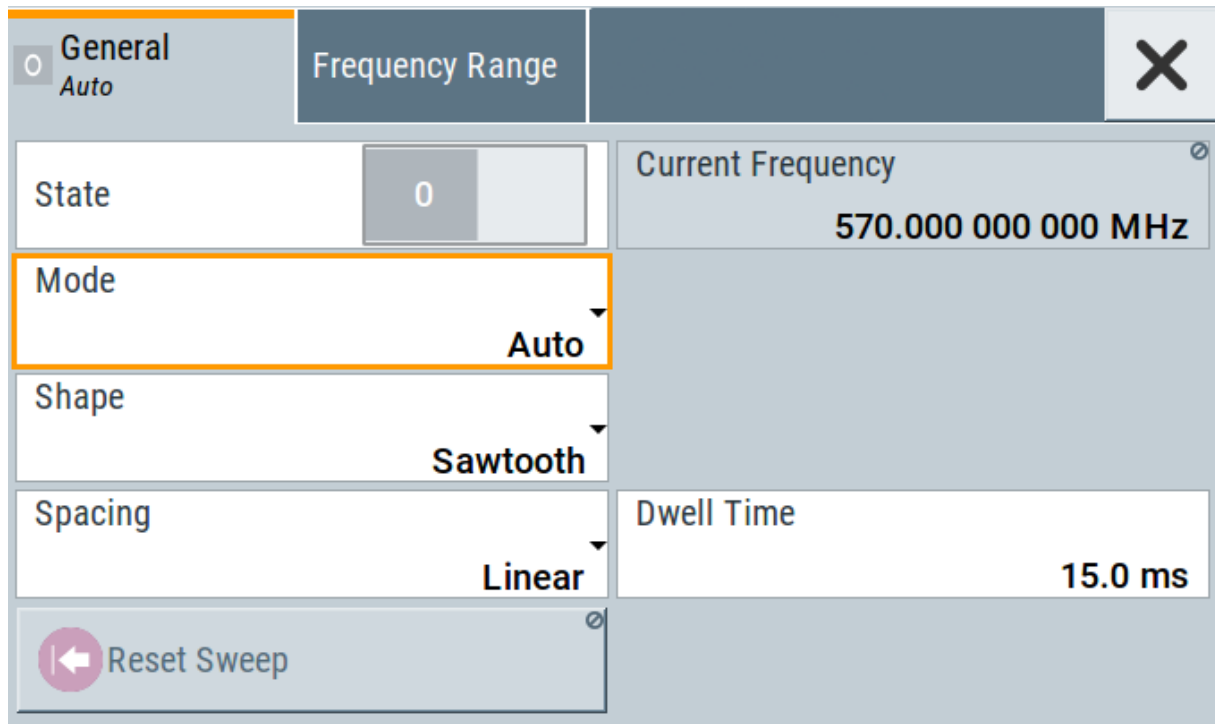 0
General
Auto
Frequency Range
State
0
Current Frequency
570.000 000 000 MHz
Mode
Auto
Shape
Sawtooth
Spacing
Linear
Dwell Time
15.0 ms
Reset Sweep